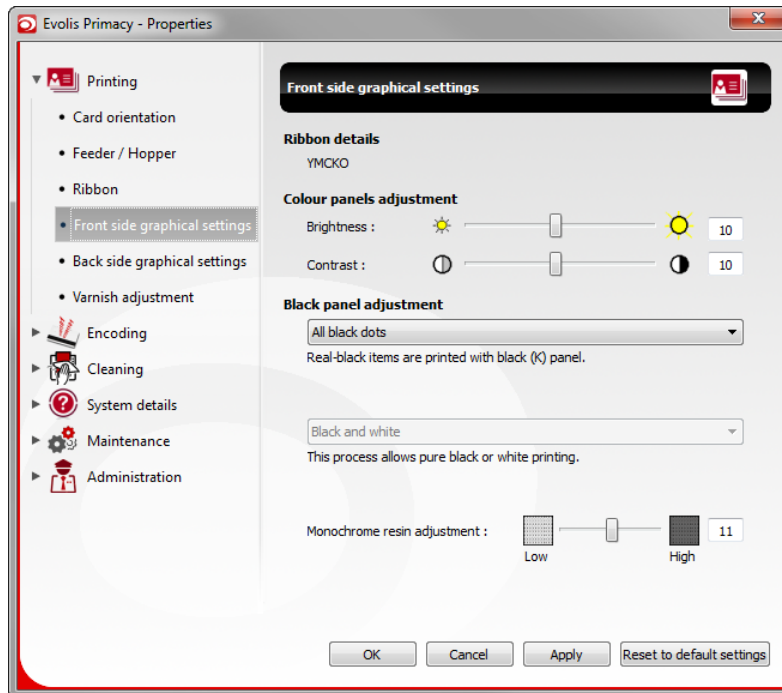 Evolis Primacy - Properties
Printing
Card orientation
Feeder / Hopper
Ribbon
Front side graphical settings
Back side graphical settings
Varnish adjustment
Encoding
Cleaning
System details
Maintenance
Administration
Front side graphical settings
Ribbon details
YMCKO
Colour panels adjustment
Brightness : 10
Contrast : 10
Black panel adjustment
All black dots
Real-black items are printed with black (K) panel.
Black and white
This process allows pure black or white printing.
Monochrome resin adjustment : 11
Low High
OK Cancel Apply Reset to default settings